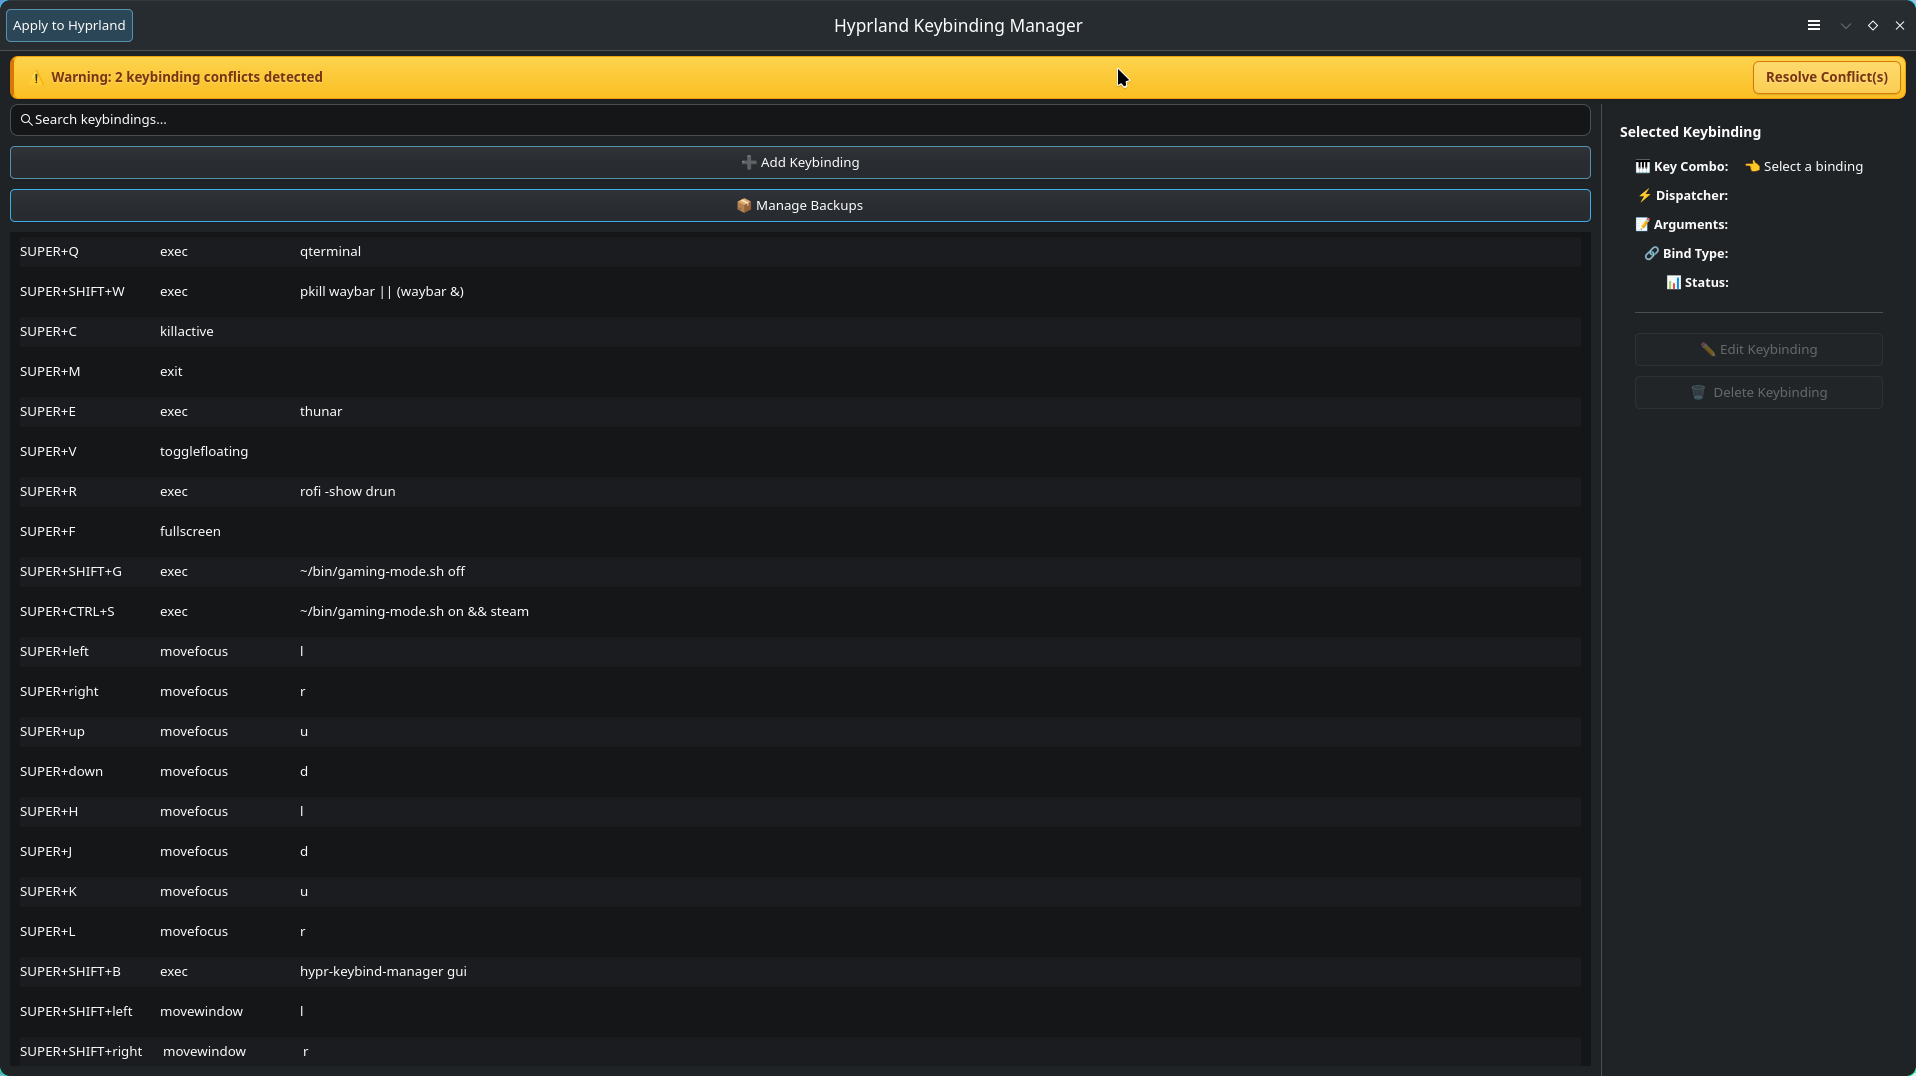 Apply to Hyprland
Hyprland Keybinding Manager
Warning: 2 keybinding conflicts detected
Resolve Conflict(s)
Search keybindings...
Add Keybinding
Manage Backups
SUPER+Q exec qterminal
SUPER+SHIFT+W exec pkill waybar || (waybar &)
SUPER+C killactive
SUPER+M exit
SUPER+E exec thunar
SUPER+V togglefloating
SUPER+R exec rofi -show drun
SUPER+F fullscreen
SUPER+SHIFT+G exec ~/bin/gaming-mode.sh off
SUPER+CTRL+S exec ~/bin/gaming-mode.sh on && steam
SUPER+left movefocus l
SUPER+right movefocus r
SUPER+up movefocus u
SUPER+down movefocus d
SUPER+H movefocus l
SUPER+J movefocus d
SUPER+K movefocus u
SUPER+L movefocus r
SUPER+SHIFT+B exec hypr-keybind-manager gui
SUPER+SHIFT+left movewindow l
SUPER+SHIFT+right movewindow r
Selected Keybinding
Key Combo: Select a binding
Dispatcher:
Arguments:
Bind Type:
Status:
Edit Keybinding
Delete Keybinding